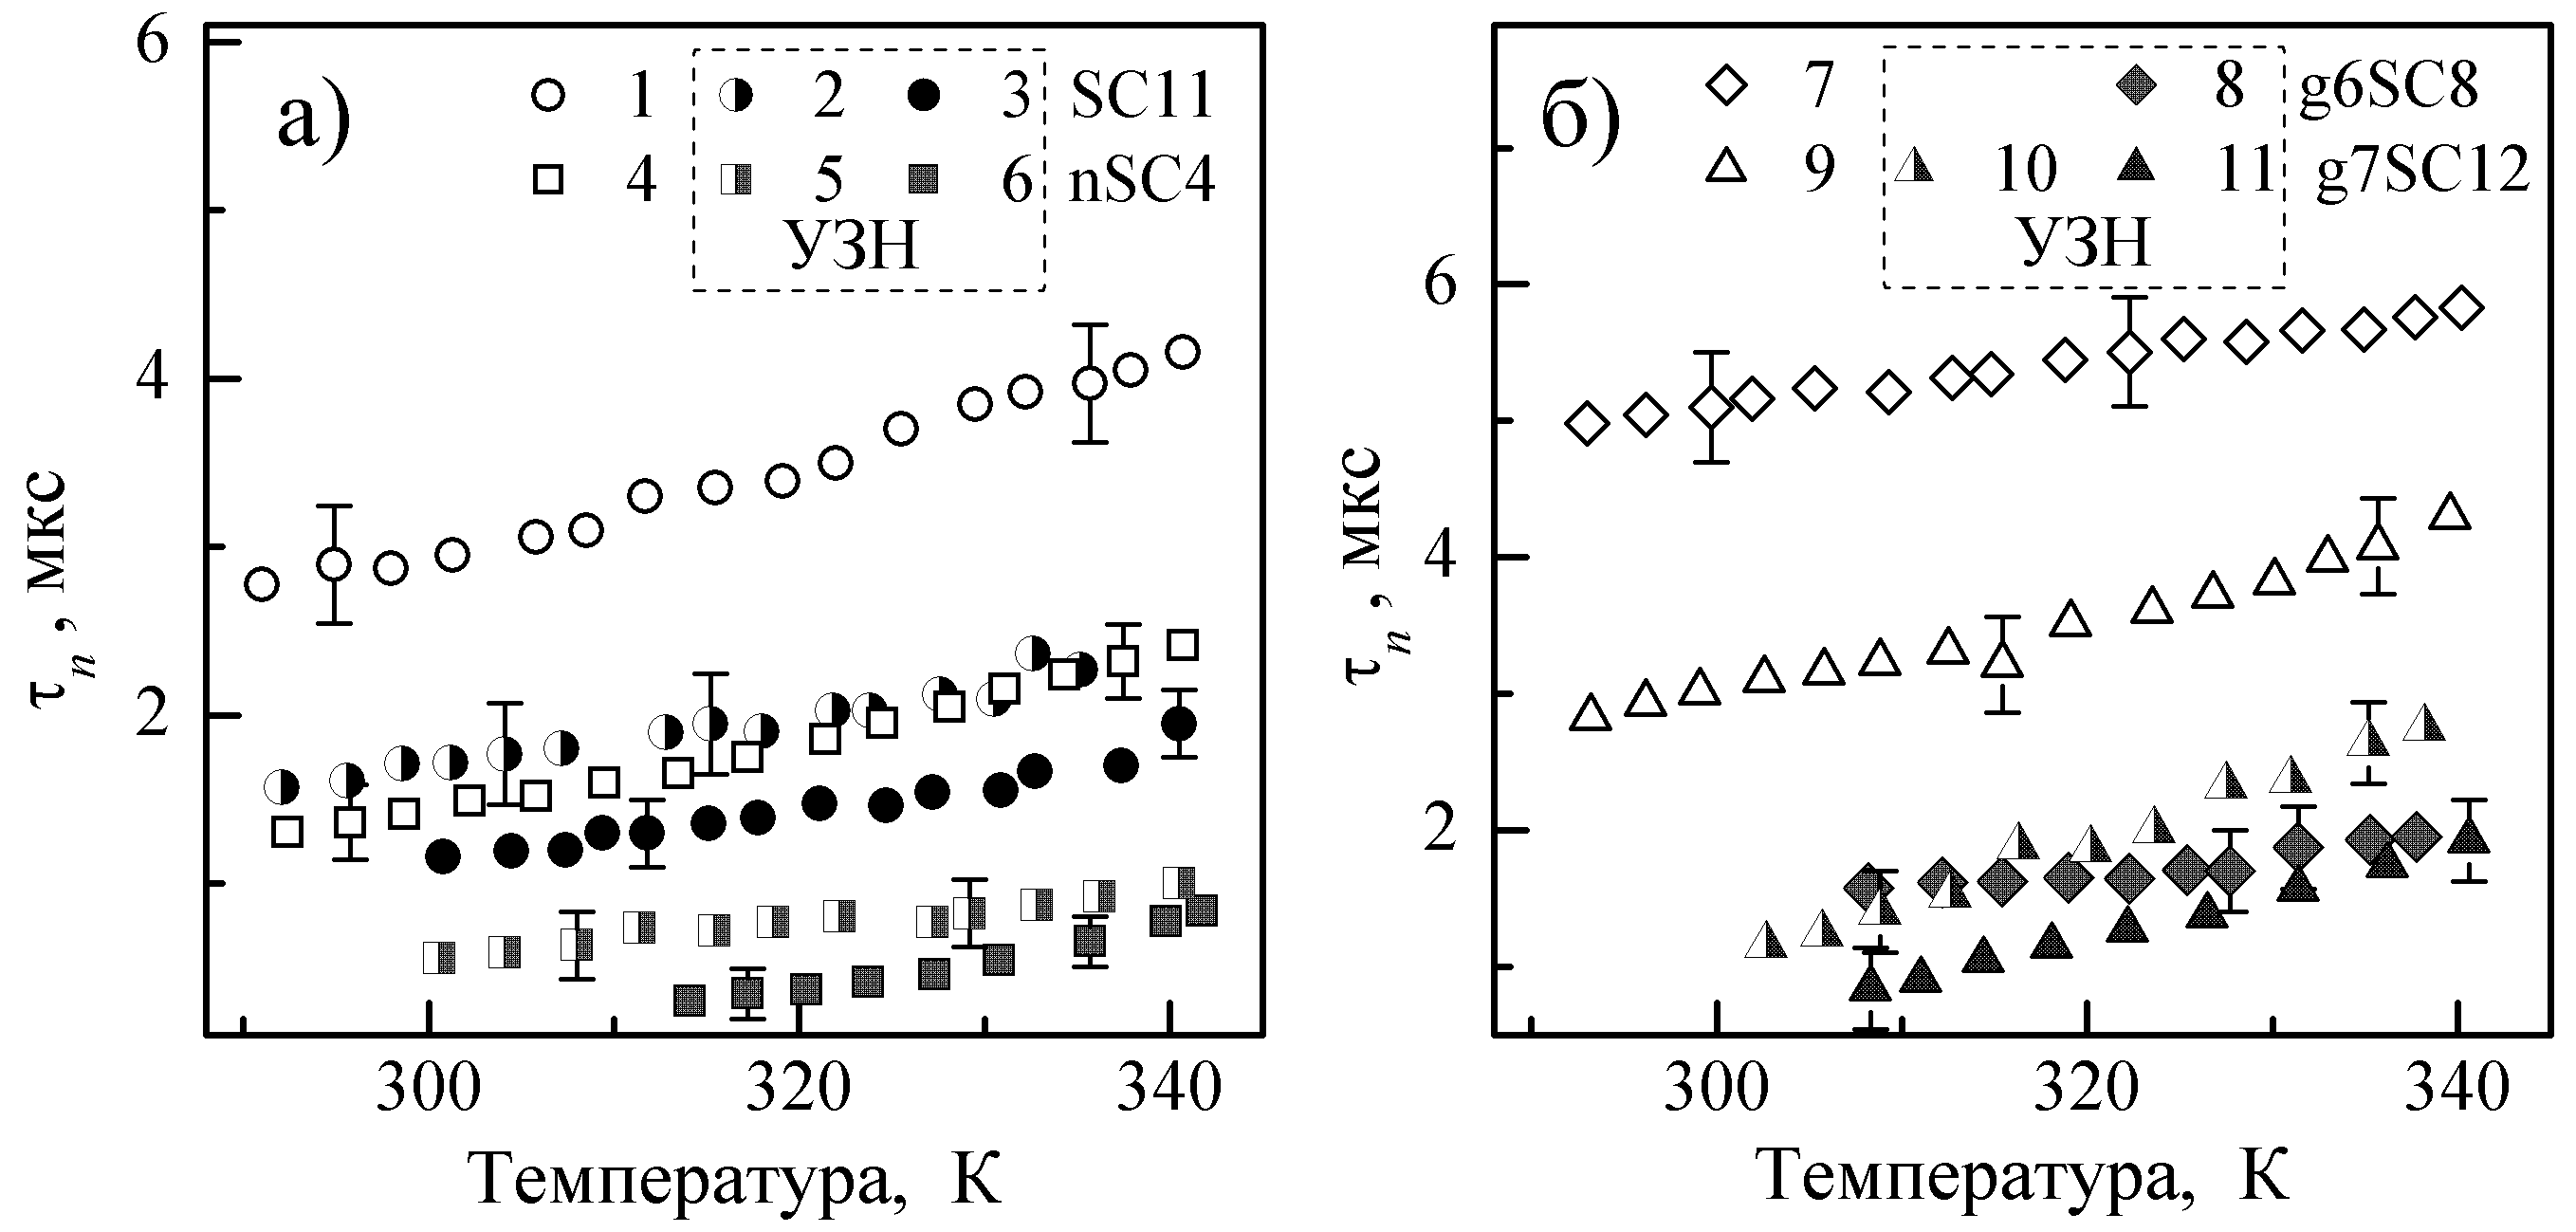 а)
1 2 3 SC11
4 5 6 nSC4
УЗН
6
4
2
τn, мкс
300 320 340
Температура, К
б)
7 8 g6SC8
9 10 11 g7SC12
УЗН
6
4
2
τn, мкс
300 320 340
Температура, К